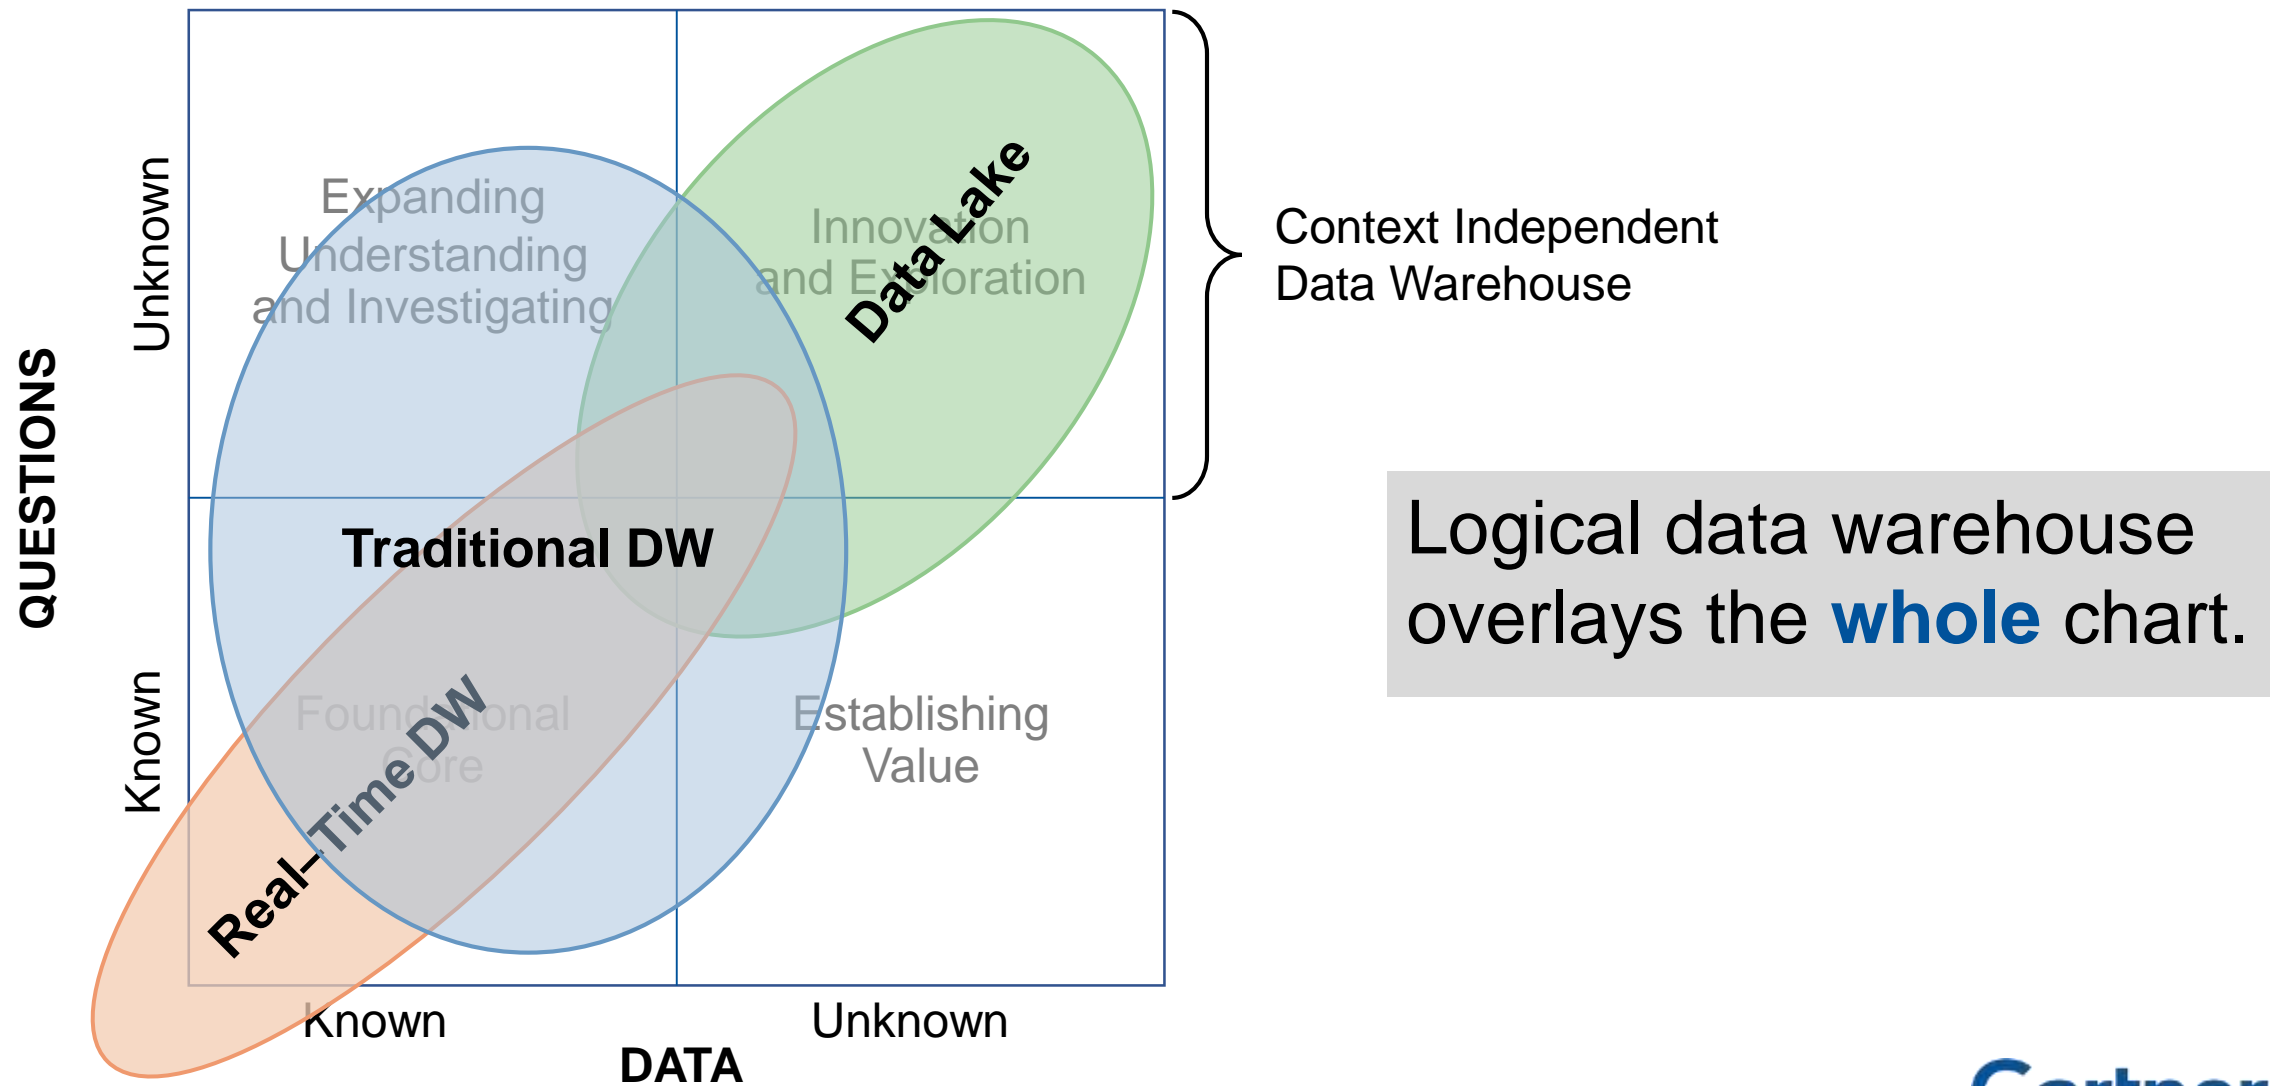 QUESTIONS
Unknown
Known
Expanding
Understanding
and Investigating
Innovation
and Exploration
Data Lake
Traditional DW
Foundational
Core
Real–Time DW
Establishing
Value
Known
Unknown
DATA
Context Independent
Data Warehouse
Logical data warehouse
overlays the whole chart.
Gartner